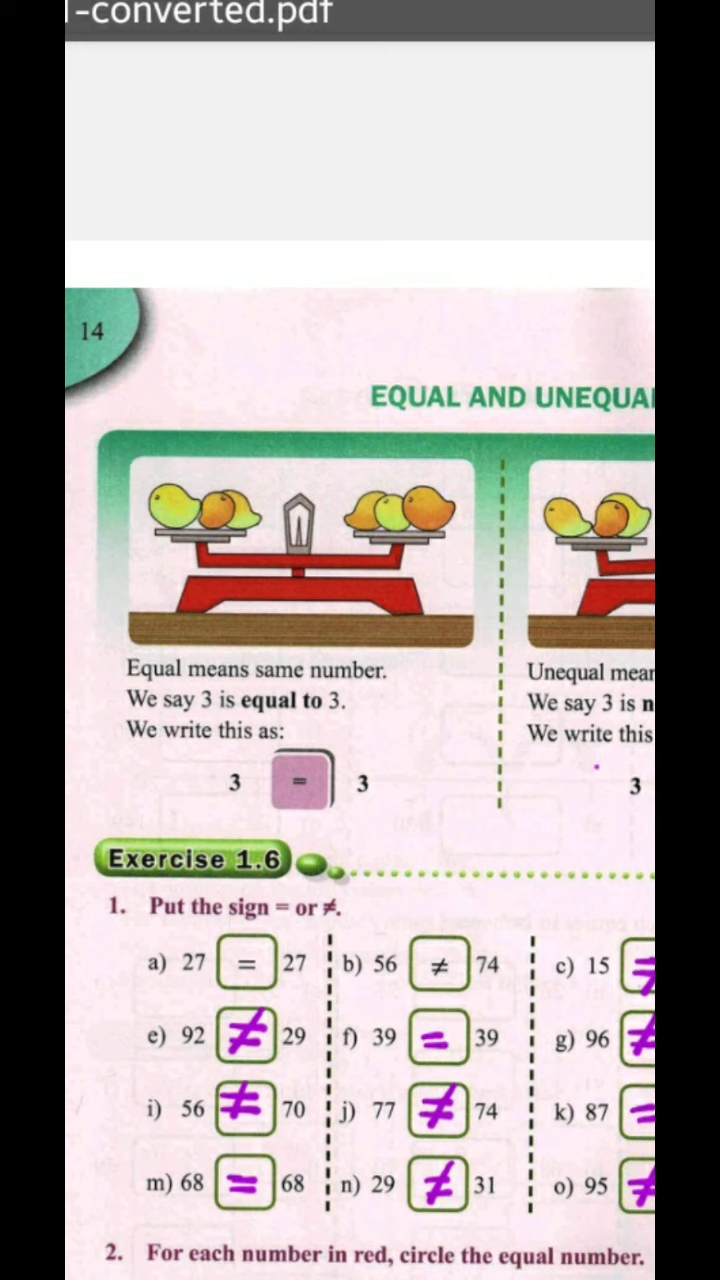 1-converted.pdf
14
EQUAL AND UNEQUAL
Equal means same number.
We say 3 is equal to 3.
We write this as:
3 = 3
Unequal mean
We say 3 is n
We write this
3
Exercise 1.6
1. Put the sign = or ≠.
a) 27 = 27 b) 56 ≠ 74 c) 15 ≠
e) 92 ≠ 29 f) 39 = 39 g) 96 ≠
i) 56 ≠ 70 j) 77 ≠ 74 k) 87 =
m) 68 = 68 n) 29 ≠ 31 o) 95 ≠
2. For each number in red, circle the equal number.